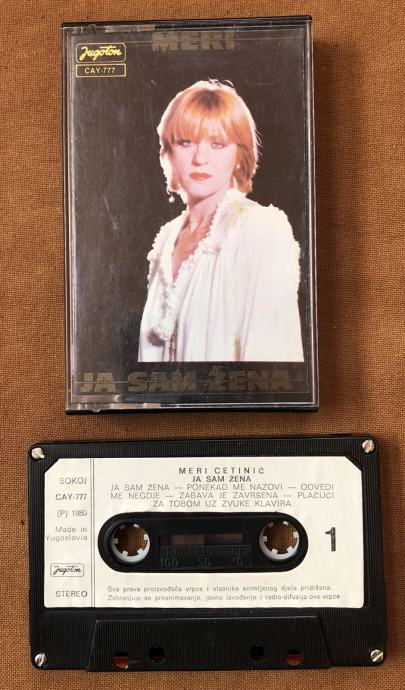 MERI
Jugoton
CAY-777
JA SAM ŽENA
MERI CETINIĆ
JA SAM ŽENA
SOKOJ
JA SAM ŽENA — PONEKAD ME NAZOVI — ODVEDI
CAY-777
ME NEGDJE — ZABAVA JE ZAVRŠENA — PLAČUĆI
ZA TOBOM UZ ZVUKE KLAVIRA
(P) 1980
Made in
Yugoslavia
1
100 50 0
Jugoton
STEREO
Sva prava proizvođača vrpce i vlasnika snimljenog djela pridržana.
Zabranjuje se presnimavanje, javno izvođenje i radio-difuzija ove vrpce